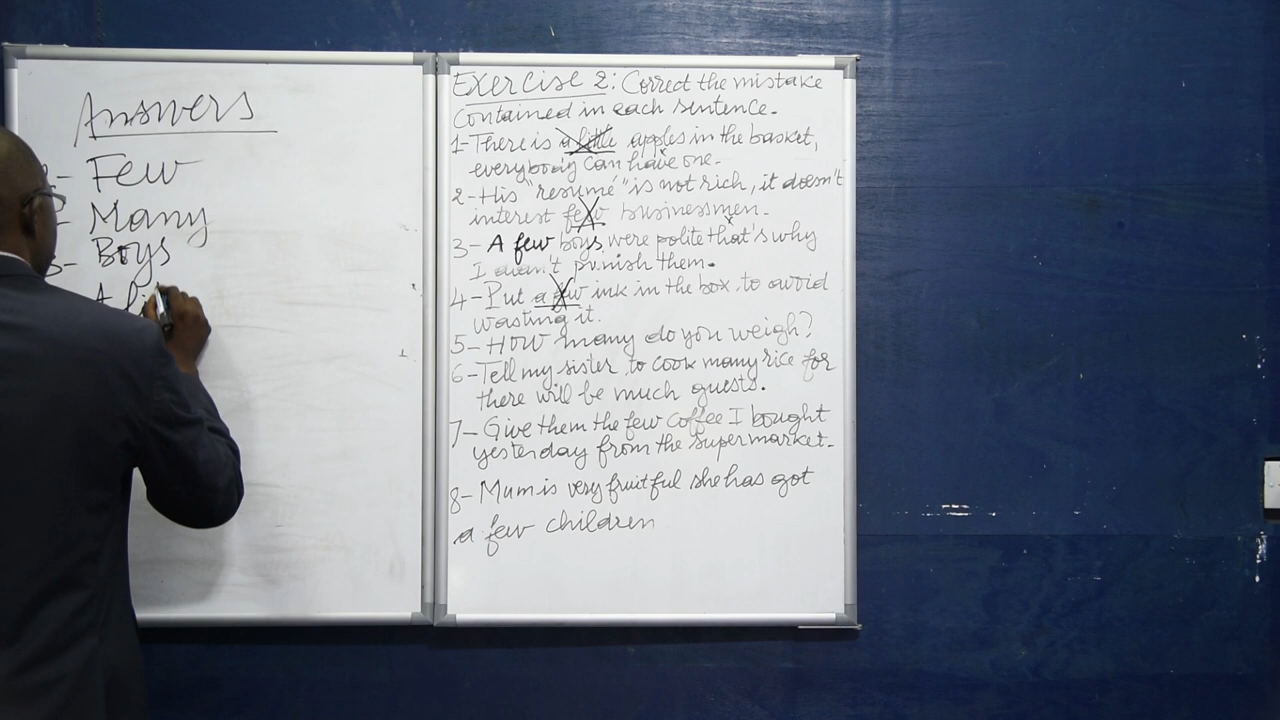 Answers
Few
Many
Boys
A li
Exercise 2: Correct the mistake
contained in each sentence.
1-There is a little apples in the basket,
everybody can have one.
2-His "resumé" is not rich, it doesn't
interest few businessmen.
3- A few boys were polite that's why
I didn't punish them.
4-Put a few ink in the box, to avoid
wasting it.
5- How many do you weigh?
6-Tell my sister to cook many rice for
there will be much guests.
7- Give them the few coffee I bought
yesterday from the supermarket.
8- Mum is very fruitful she has got
a few children